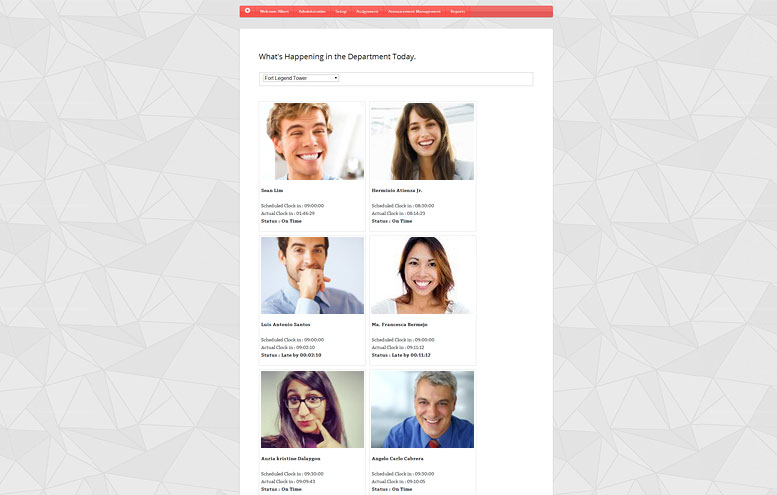 Welcome Albert Administration Setup Assignment Announcement Management Reports
What's Happening in the Department Today.
Fort Legend Tower
Sean Lim
Scheduled Clock in : 09:00:00
Actual Clock in : 01:46:29
Status : On Time
Herminio Atienza Jr.
Scheduled Clock in : 08:30:00
Actual Clock in : 08:14:23
Status : On Time
Luis Antonio Santos
Scheduled Clock in : 09:00:00
Actual Clock in : 09:02:10
Status : Late by 00:02:10
Ma. Francesca Bermejo
Scheduled Clock in : 09:00:00
Actual Clock in : 09:11:12
Status : Late by 00:11:12
Auria kristine Dalaygon
Scheduled Clock in : 09:30:00
Actual Clock in : 09:09:43
Status : On Time
Angelo Carlo Cabrera
Scheduled Clock in : 09:30:00
Actual Clock in : 09:10:05
Status : On Time